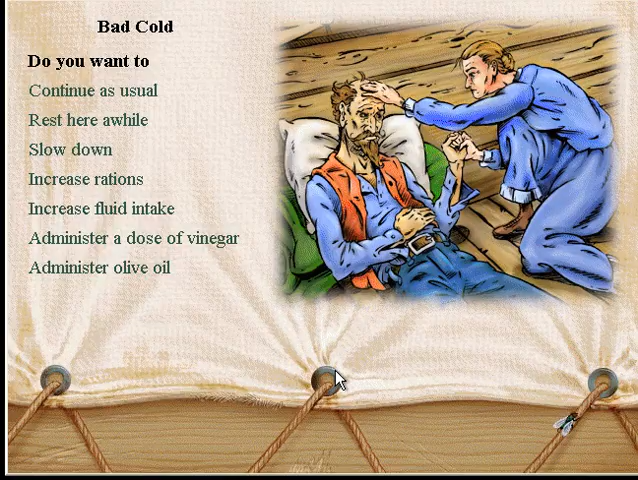 Bad Cold
Do you want to
Continue as usual
Rest here awhile
Slow down
Increase rations
Increase fluid intake
Administer a dose of vinegar
Administer olive oil